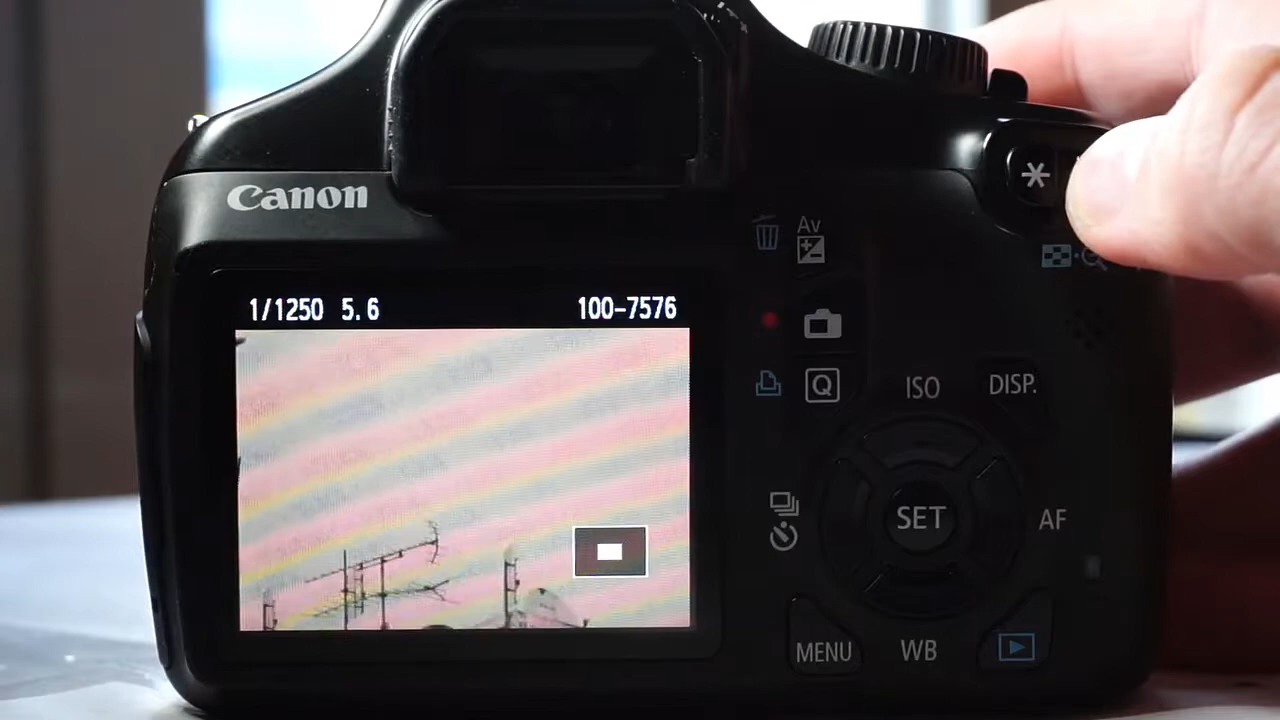 Canon
Av
1/1250 5.6 100-7576
Q
ISO
DISP.
SET
AF
MENU
WB